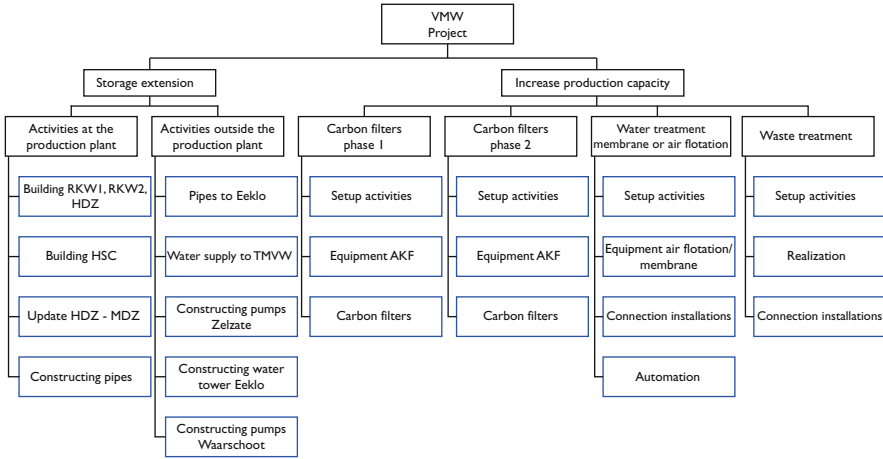 VMW
Project
Storage extension
Increase production capacity
Activities at the
production plant
Activities outside the
production plant
Carbon filters
phase 1
Carbon filters
phase 2
Water treatment
membrane or air flotation
Waste treatment
Building RKW1, RKW2,
HDZ
Pipes to Eeklo
Setup activities
Setup activities
Setup activities
Setup activities
Building HSC
Water supply to TMVW
Equipment AKF
Equipment AKF
Equipment air flotation/
membrane
Realization
Update HDZ - MDZ
Constructing pumps
Zelzate
Carbon filters
Carbon filters
Connection installations
Connection installations
Constructing pipes
Constructing water
tower Eeklo
Automation
Constructing pumps
Waarschoot